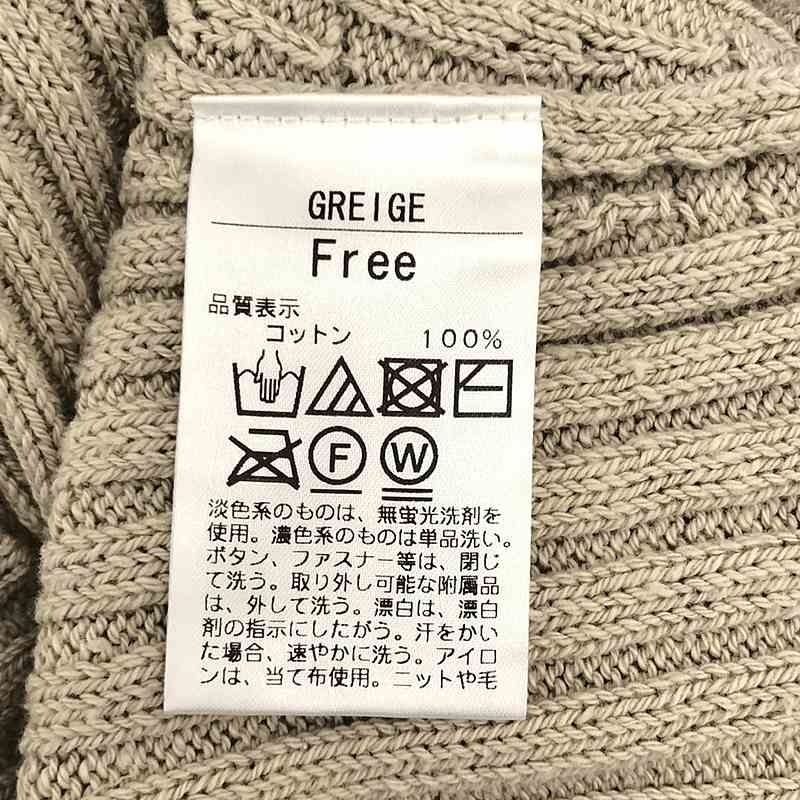 GREIGE
Free
品質表示
コットン 100%
F W
淡色系のものは、無蛍光洗剤を
使用。濃色系のものは単品洗い。
ボタン、ファスナー等は、閉じ
て洗う。取り外し可能な附属品
は、外して洗う。漂白は、漂白
剤の指示にしたがう。汗をかい
た場合、速やかに洗う。アイロ
ンは、当て布使用。ニットや毛